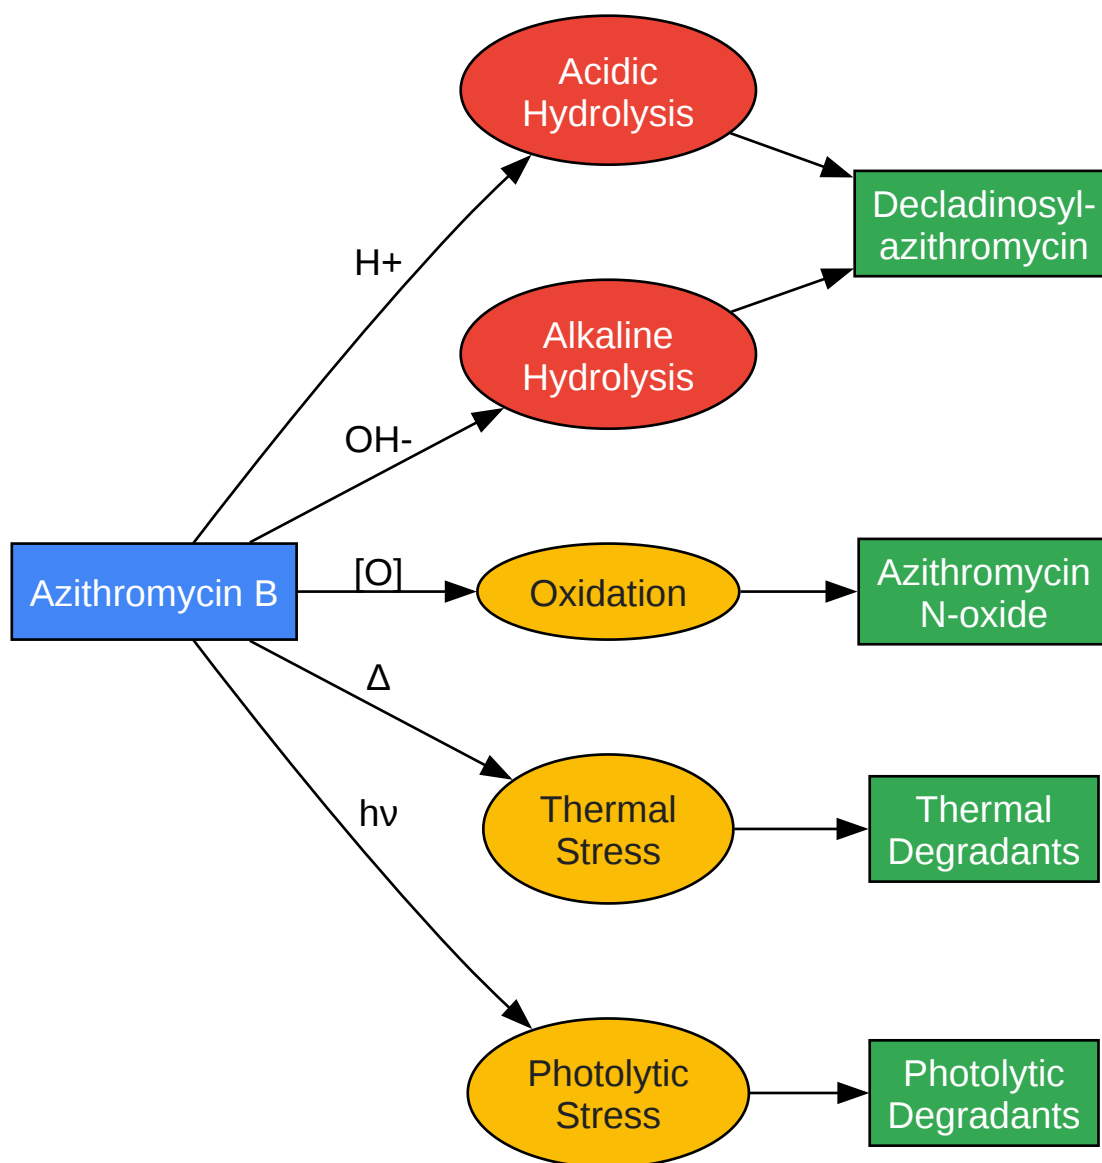 Acidic
Hydrolysis
Decladinosyl-
azithromycin
H+
Alkaline
Hydrolysis
OH-
Azithromycin B
[O]
Oxidation
Azithromycin
N-oxide
Δ
Thermal
Stress
Thermal
Degradants
hν
Photolytic
Stress
Photolytic
Degradants